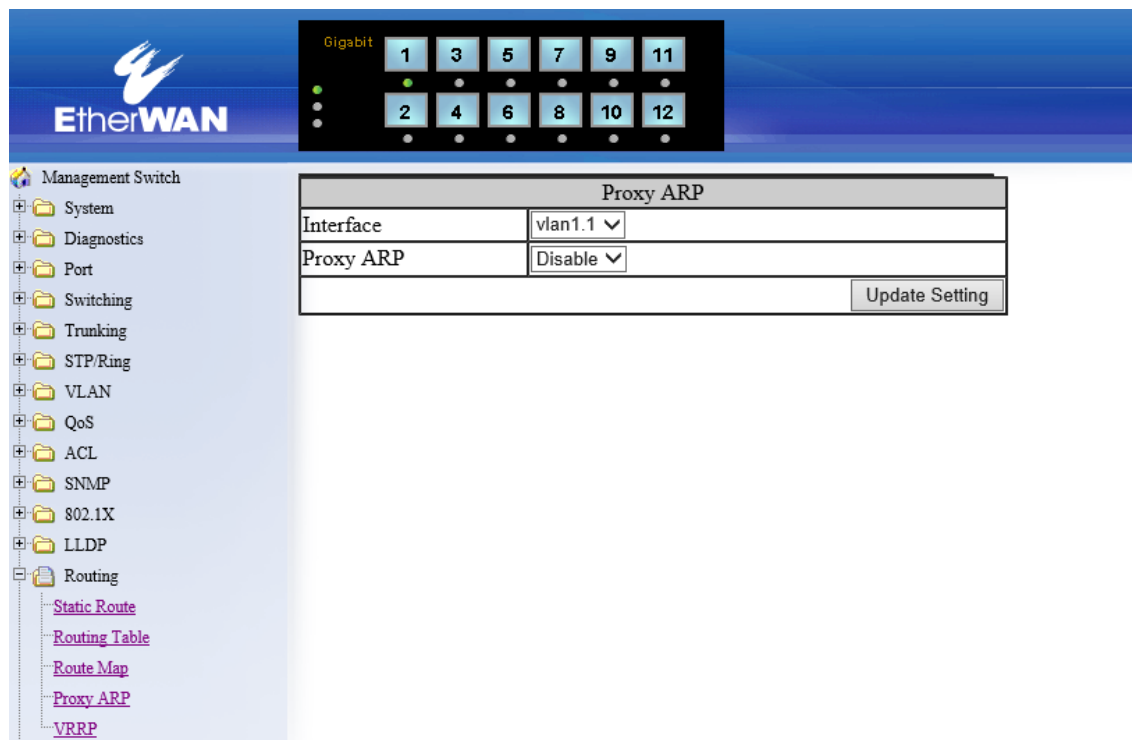 Gigabit
1 3 5 7 9 11
2 4 6 8 10 12
EtherWAN
Management Switch
System
Diagnostics
Port
Switching
Trunking
STP/Ring
VLAN
QoS
ACL
SNMP
802.1X
LLDP
Routing
Static Route
Routing Table
Route Map
Proxy ARP
VRRP
Proxy ARP
Interface vlan1.1
Proxy ARP Disable
Update Setting